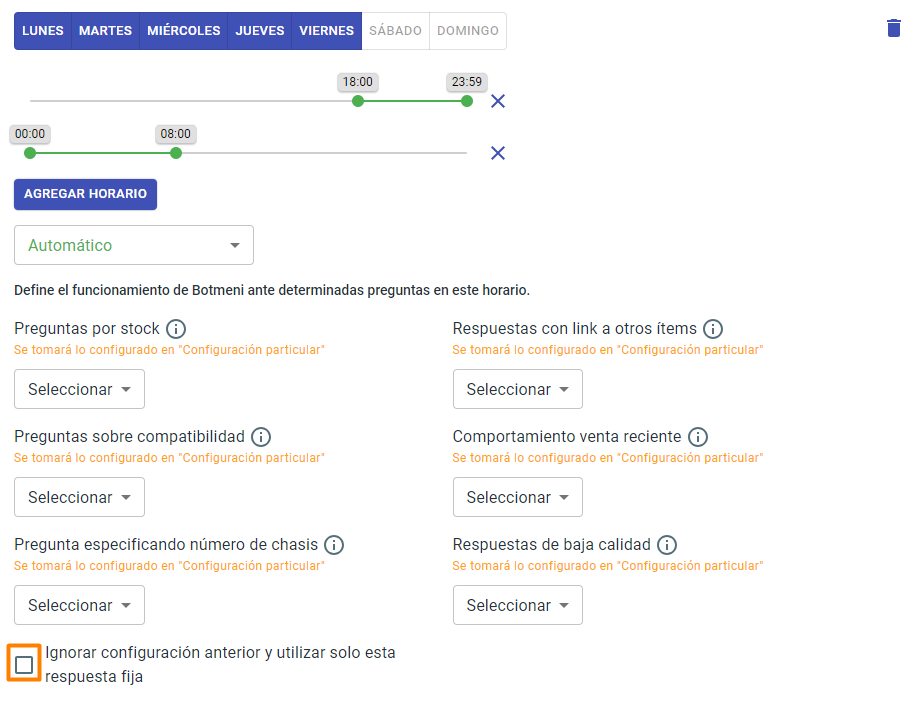 LUNES MARTES MIÉRCOLES JUEVES VIERNES SÁBADO DOMINGO
18:00 23:59
00:00 08:00
AGREGAR HORARIO
Automático
Define el funcionamiento de Botmeni ante determinadas preguntas en este horario.
Preguntas por stock
Se tomará lo configurado en "Configuración particular"
Seleccionar
Respuestas con link a otros ítems
Se tomará lo configurado en "Configuración particular"
Seleccionar
Preguntas sobre compatibilidad
Se tomará lo configurado en "Configuración particular"
Seleccionar
Comportamiento venta reciente
Se tomará lo configurado en "Configuración particular"
Seleccionar
Pregunta especificando número de chasis
Se tomará lo configurado en "Configuración particular"
Seleccionar
Respuestas de baja calidad
Se tomará lo configurado en "Configuración particular"
Seleccionar
Ignorar configuración anterior y utilizar solo esta
respuesta fija